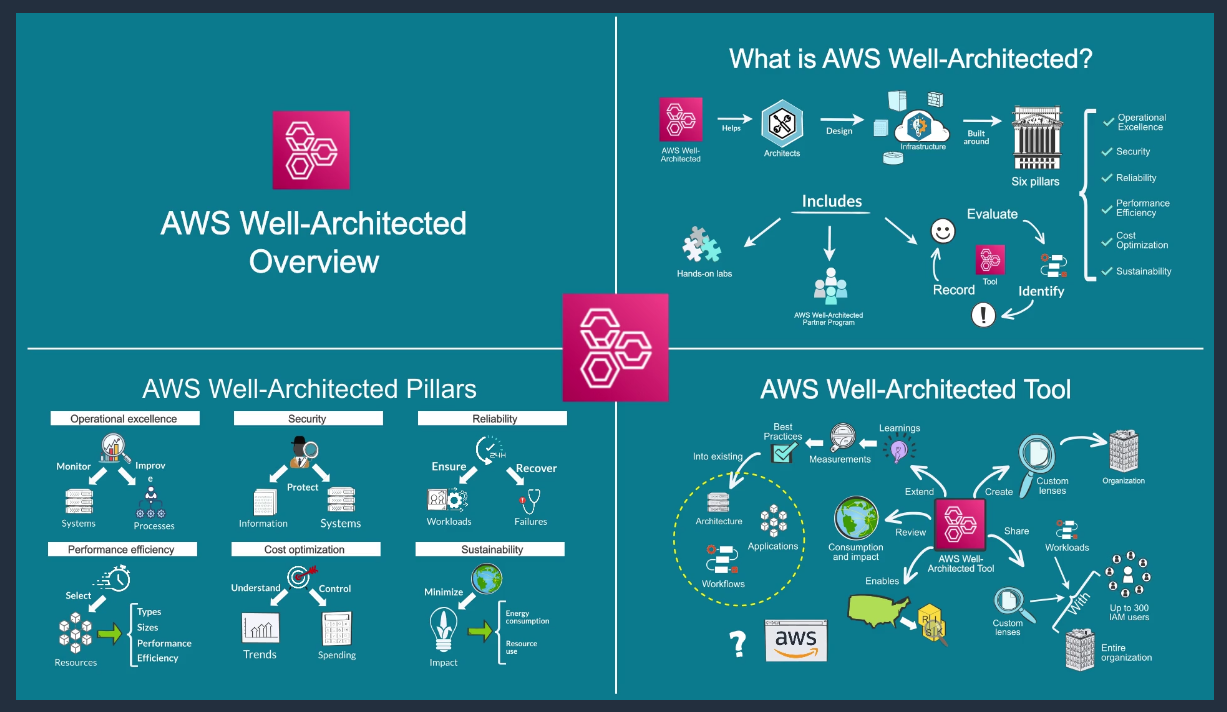 AWS Well-Architected
Overview
What is AWS Well-Architected?
AWS Well-
Architected
Helps
Architects
Design
Infrastructure
Built
around
Six pillars
Operational
Excellence
Security
Reliability
Performance
Efficiency
Cost
Optimization
Sustainability
Includes
Hands-on labs
AWS Well-Architected
Partner Program
Evaluate
Tool
Record
Identify
!
AWS Well-Architected Pillars
Operational excellence
Monitor
Improv
e
Systems
Processes
Security
Protect
Information
Systems
Reliability
24H
Ensure
Recover
Workloads
Failures
Performance efficiency
Select
Resources
Types
Sizes
Performance
Efficiency
Cost optimization
Understand
Control
Trends
Spending
Sustainability
Minimize
Impact
Energy
consumption
Resource
use
AWS Well-Architected Tool
Best
Practices
Measurements
Learnings
Into existing
Architecture
Applications
Workflows
Extend
Create
Custom
lenses
Organization
Consumption
and impact
Review
AWS Well-
Architected Tool
Share
Workloads
Enables
RISK
Custom
lenses
With
Up to 300
IAM users
Entire
organization
?
aws